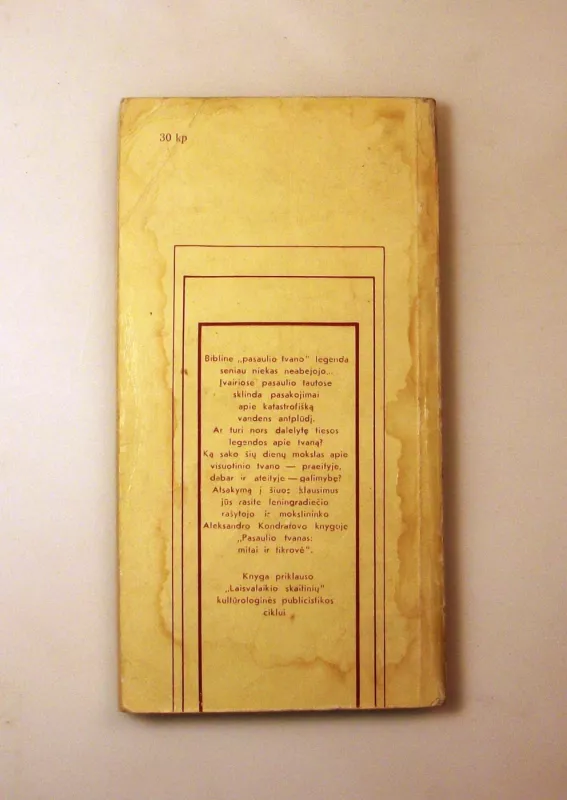 30 kp
Bibline „pasaulio tvano" legenda
seniau niekas neabejojo...
Įvairiose pasaulio tautose
sklinda pasakojimai
apie katastrofišką
vandens antplūdį.
Ar turi nors dalelytę tiesos
legendos apie tvaną?
Ką sako šių dienų mokslas apie
visuotinio tvano — praeityje,
dabar ir ateityje — galimybę?
Atsakymą į šiuos klausimus
jūs rasite leningradiečio
rašytojo ir mokslininko
Aleksandro Kondratovo knygoje
„Pasaulio tvanas:
mitai ir tikrovė".
Knyga priklauso
„Laisvalaikio skaitinių"
kultūrologinės publicistikos
ciklui